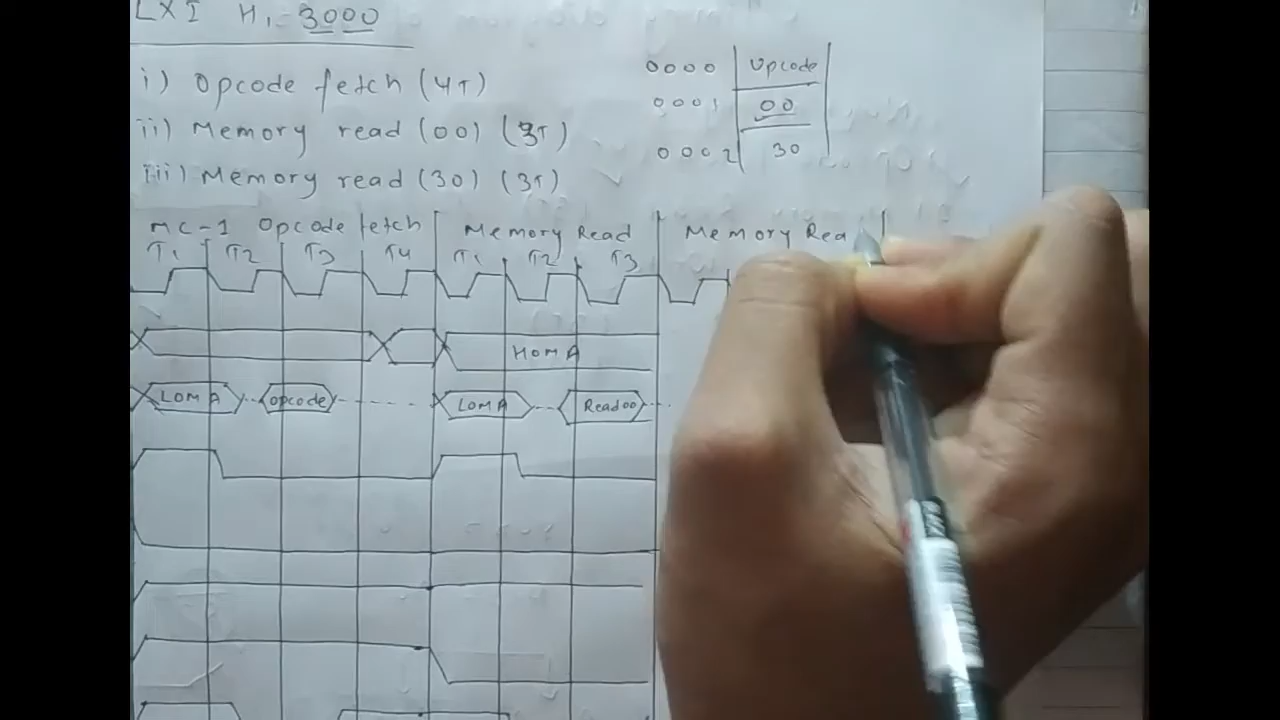 LXI H, 3000
i) Opcode fetch (4T)
ii) Memory read (00) (3T)
iii) Memory read (30) (3T)
0000 Opcode
0001 00
0002 30
MC-1 Opcode fetch Memory Read Memory Rea
T1 T2 T3 T4 T1 T2 T3
HOMA
LOMA opcode LOMA Read00